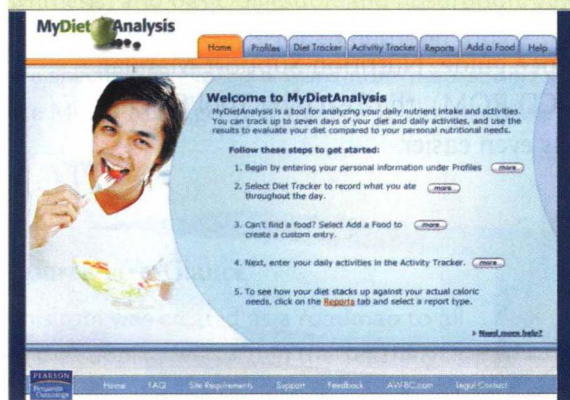 MyDiet Analysis
Home Profiles Diet Tracker Activitiy Tracker Reports Add a Food Help
Welcome to MyDietAnalysis
MyDietAnalysis is a tool for analyzing your daily nutrient intake and activities.
You can track up to seven days of your diet and daily activities, and use the
results to evaluate your diet compared to your personal nutritional needs.
Follow these steps to get started:
1. Begin by entering your personal information under Profiles more
2. Select Diet Tracker to record what you ate more
throughout the day.
3. Can't find a food? Select Add a Food to more
create a custom entry.
4. Next, enter your daily activities in the Activity Tracker. more
5. To see how your diet stacks up against your actual caloric
needs, click on the Reports tab and select a report type.
› Need more help?
PEARSON
Benjamin
Cummings
Home FAQ Site Requirements Support Feedback AW-BC.com Legal Contact